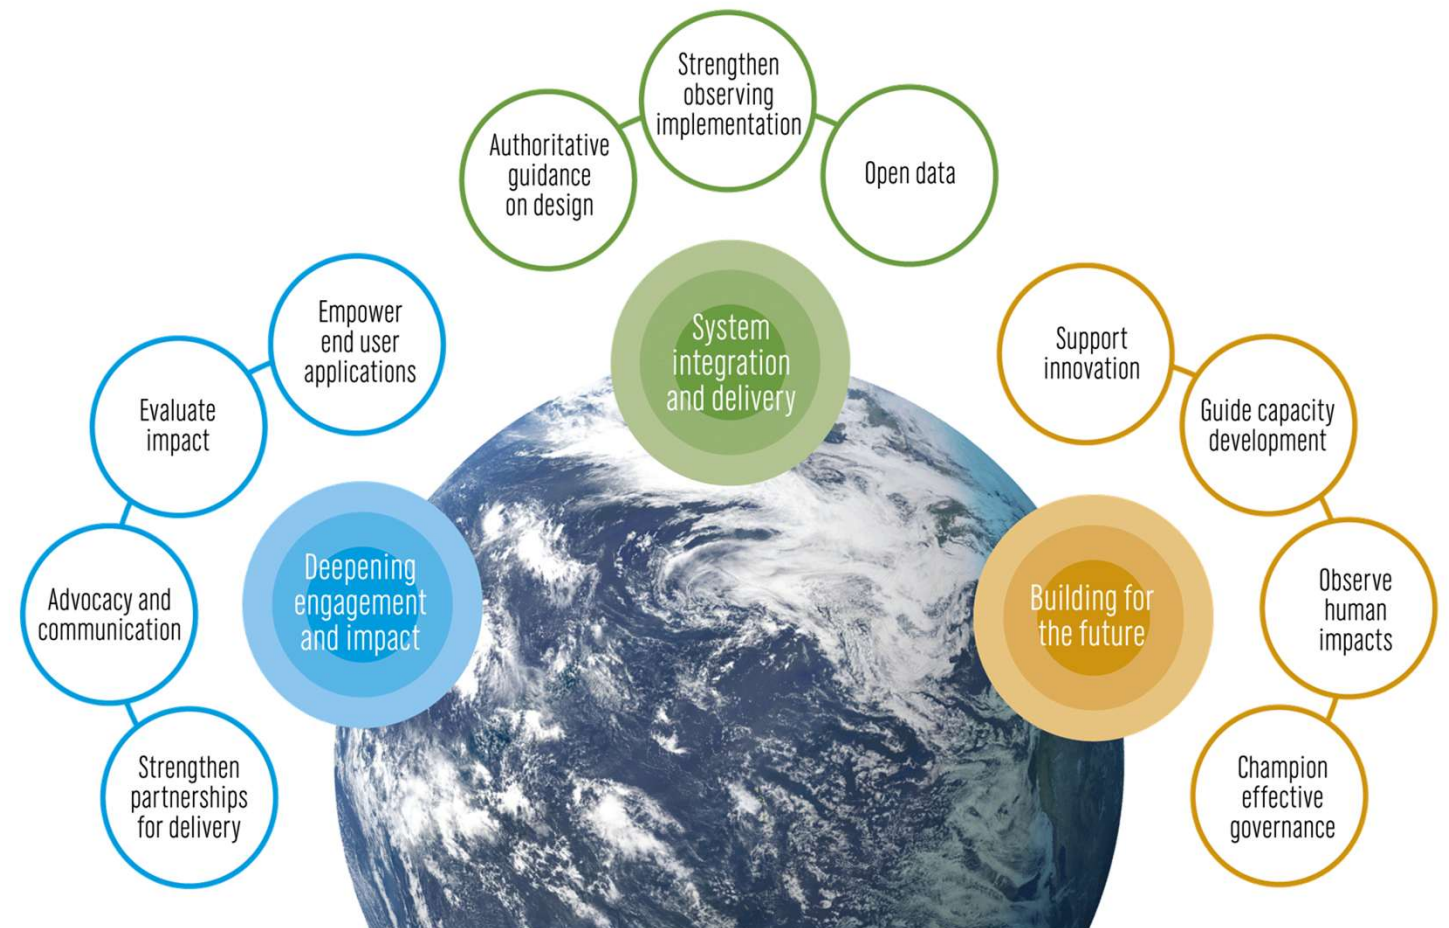 Strengthen
observing
implementation
Authoritative
guidance
on design
Open data
System
integration
and delivery
Empower
end user
applications
Evaluate
impact
Advocacy and
communication
Strengthen
partnerships
for delivery
Deepening
engagement
and impact
Support
innovation
Guide capacity
development
Observe
human
impacts
Champion
effective
governance
Building for
the future